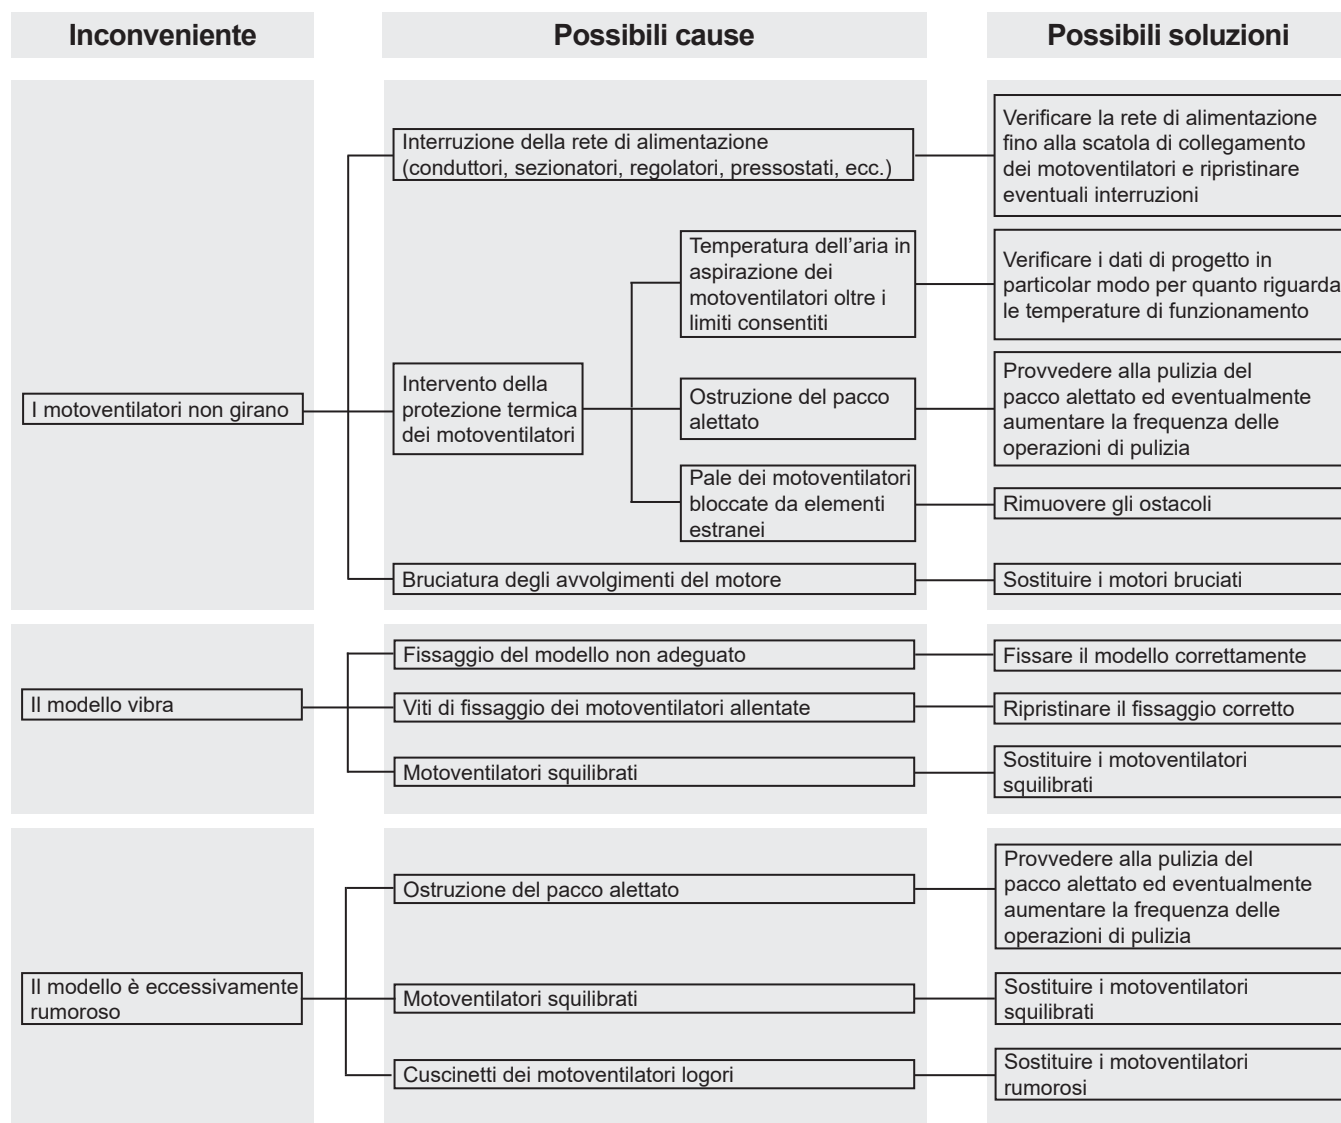 Inconveniente
Possibili cause
Possibili soluzioni
I motoventilatori non girano
Interruzione della rete di alimentazione
(conduttori, sezionatori, regolatori, pressostati, ecc.)
Verificare la rete di alimentazione
fino alla scatola di collegamento
dei motoventilatori e ripristinare
eventuali interruzioni
Intervento della
protezione termica
dei motoventilatori
Temperatura dell’aria in
aspirazione dei
motoventilatori oltre i
limiti consentiti
Verificare i dati di progetto in
particolar modo per quanto riguarda
le temperature di funzionamento
Ostruzione del pacco
alettato
Provvedere alla pulizia del
pacco alettato ed eventualmente
aumentare la frequenza delle
operazioni di pulizia
Pale dei motoventilatori
bloccate da elementi
estranei
Rimuovere gli ostacoli
Bruciatura degli avvolgimenti del motore
Sostituire i motori bruciati
Il modello vibra
Fissaggio del modello non adeguato
Fissare il modello correttamente
Viti di fissaggio dei motoventilatori allentate
Ripristinare il fissaggio corretto
Motoventilatori squilibrati
Sostituire i motoventilatori
squilibrati
Il modello è eccessivamente
rumoroso
Ostruzione del pacco alettato
Provvedere alla pulizia del
pacco alettato ed eventualmente
aumentare la frequenza delle
operazioni di pulizia
Motoventilatori squilibrati
Sostituire i motoventilatori
squilibrati
Cuscinetti dei motoventilatori logori
Sostituire i motoventilatori
rumorosi